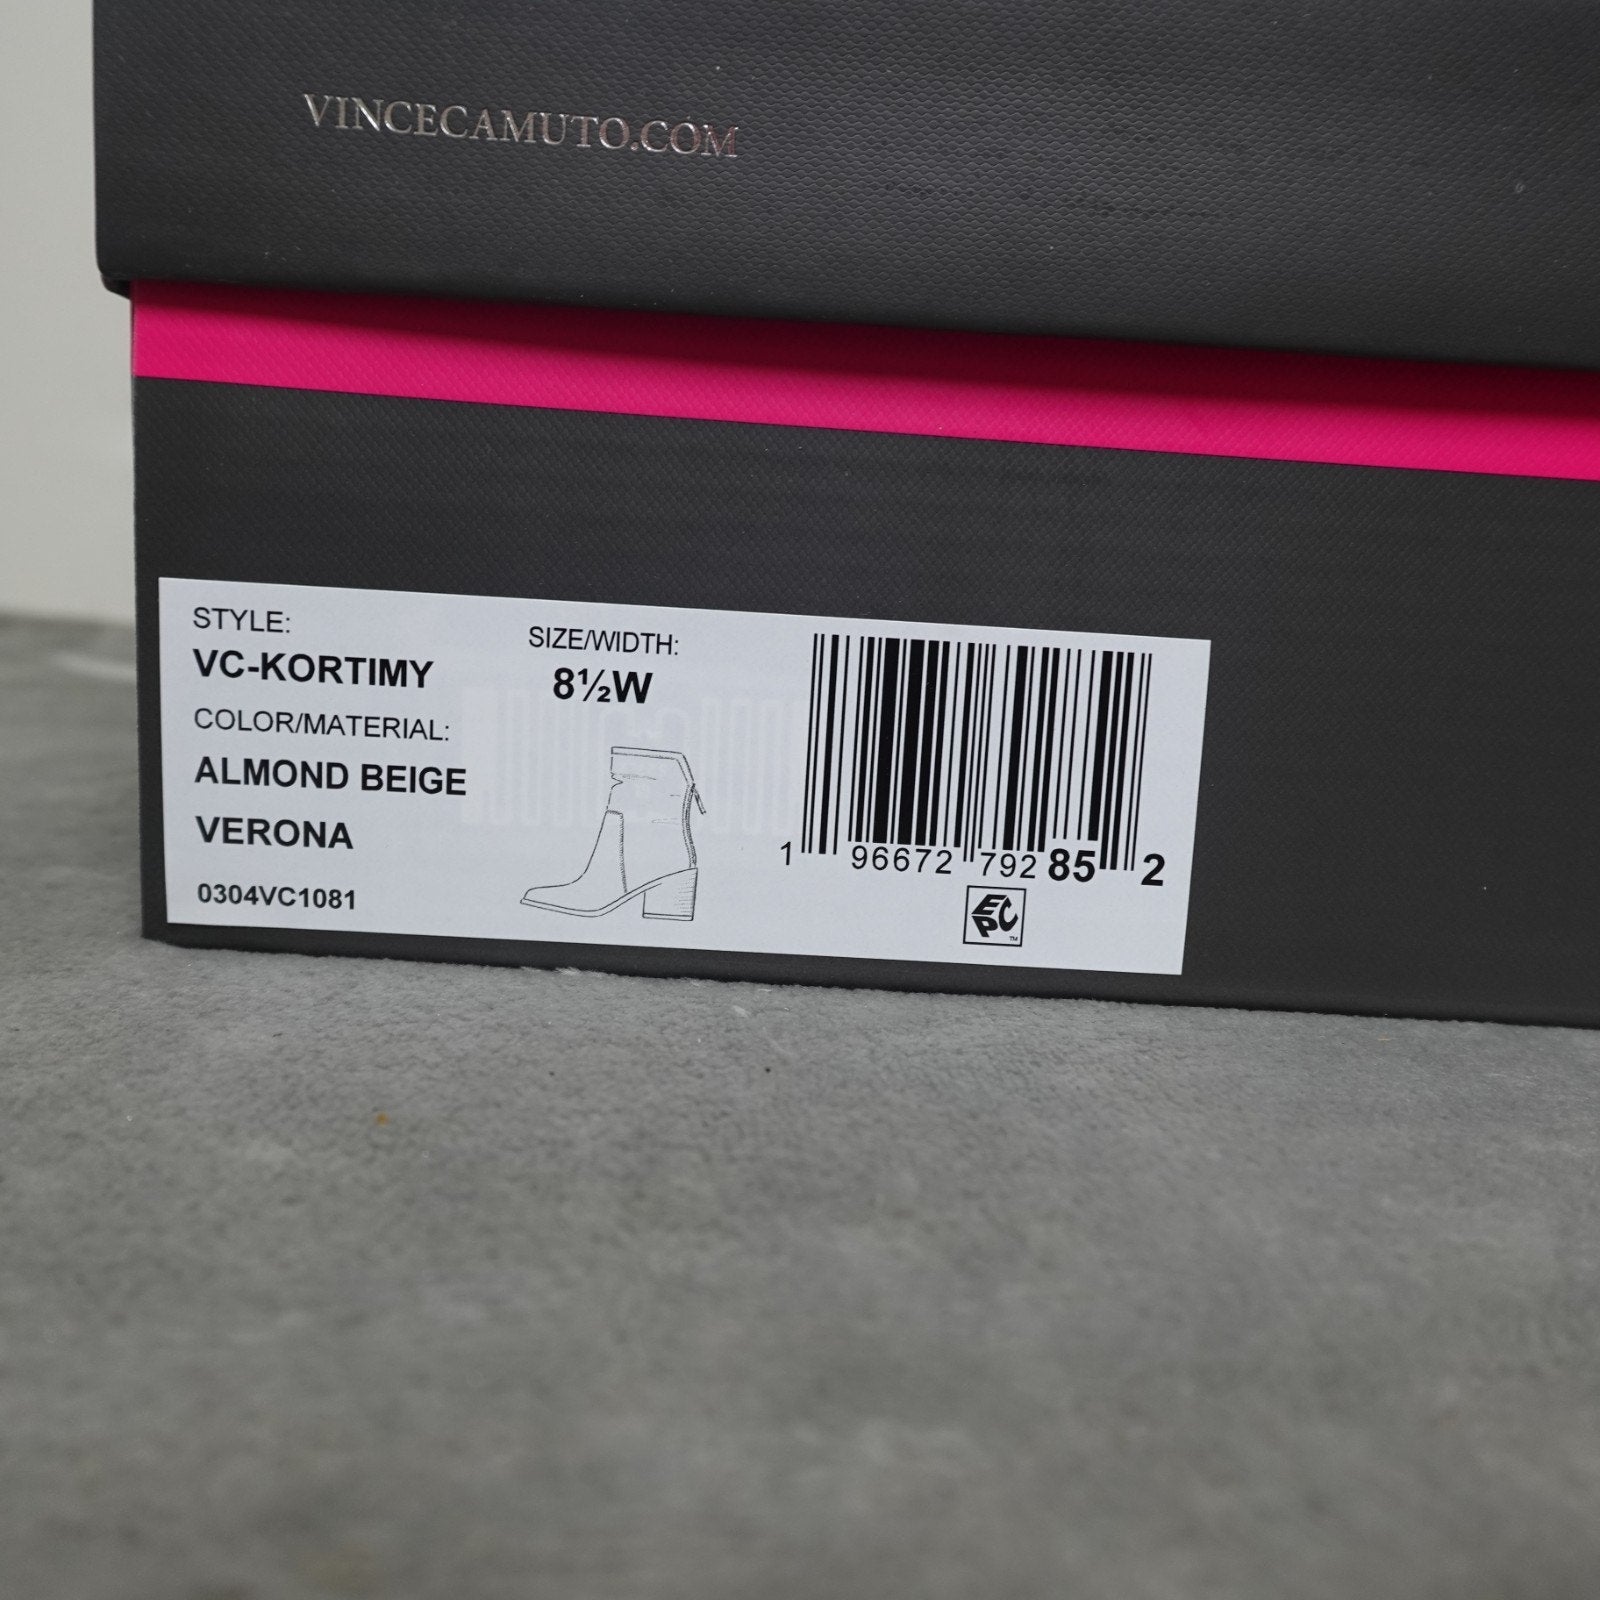 VINCECAMUTO.COM
STYLE:
VC-KORTIMY
SIZE/WIDTH:
8½W
COLOR/MATERIAL:
ALMOND BEIGE
VERONA
0304VC1081
1 96672 792 85 2
EPC™